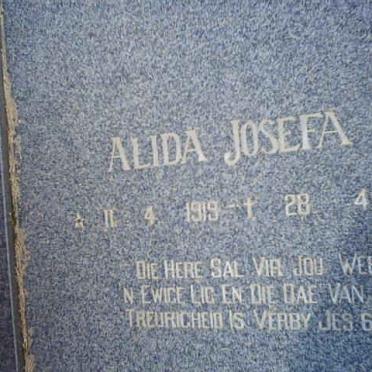 ALIDA JOSEFA
* 11. 4. 1919 - † 28. 4
DIE HERE SAL VIR JOU WEE
N EWIGE LIG EN DIE DAE VAN
TREURIGHEID IS VERBY JES 6